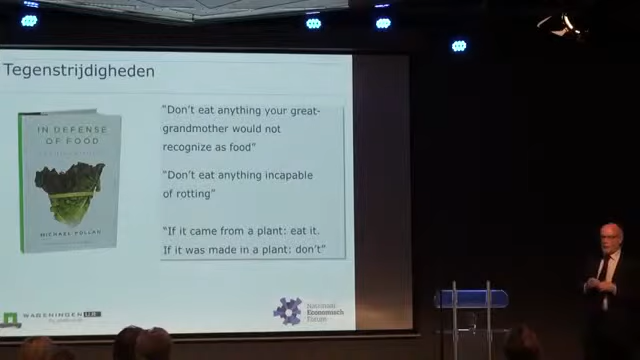 Tegenstrijdigheden
IN DEFENSE
OF FOOD
MICHAEL POLLAN
"Don't eat anything your great-
grandmother would not
recognize as food"
"Don't eat anything incapable
of rotting"
"If it came from a plant: eat it.
If it was made in a plant: don't"
WAGENINGEN UR
Nationaal
Economisch
Forum